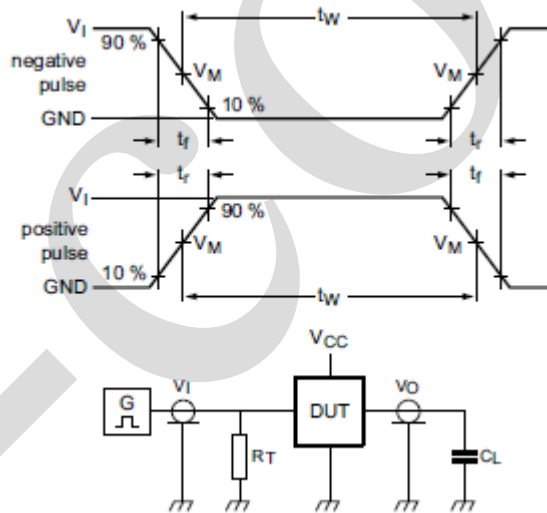 tW
VI
90 %
negative
pulse
VM
VM
10 %
GND
tf
tr
tr
tf
VI
90 %
positive
pulse
VM
VM
10 %
GND
tW
VCC
G
VI
DUT
VO
RT
CL